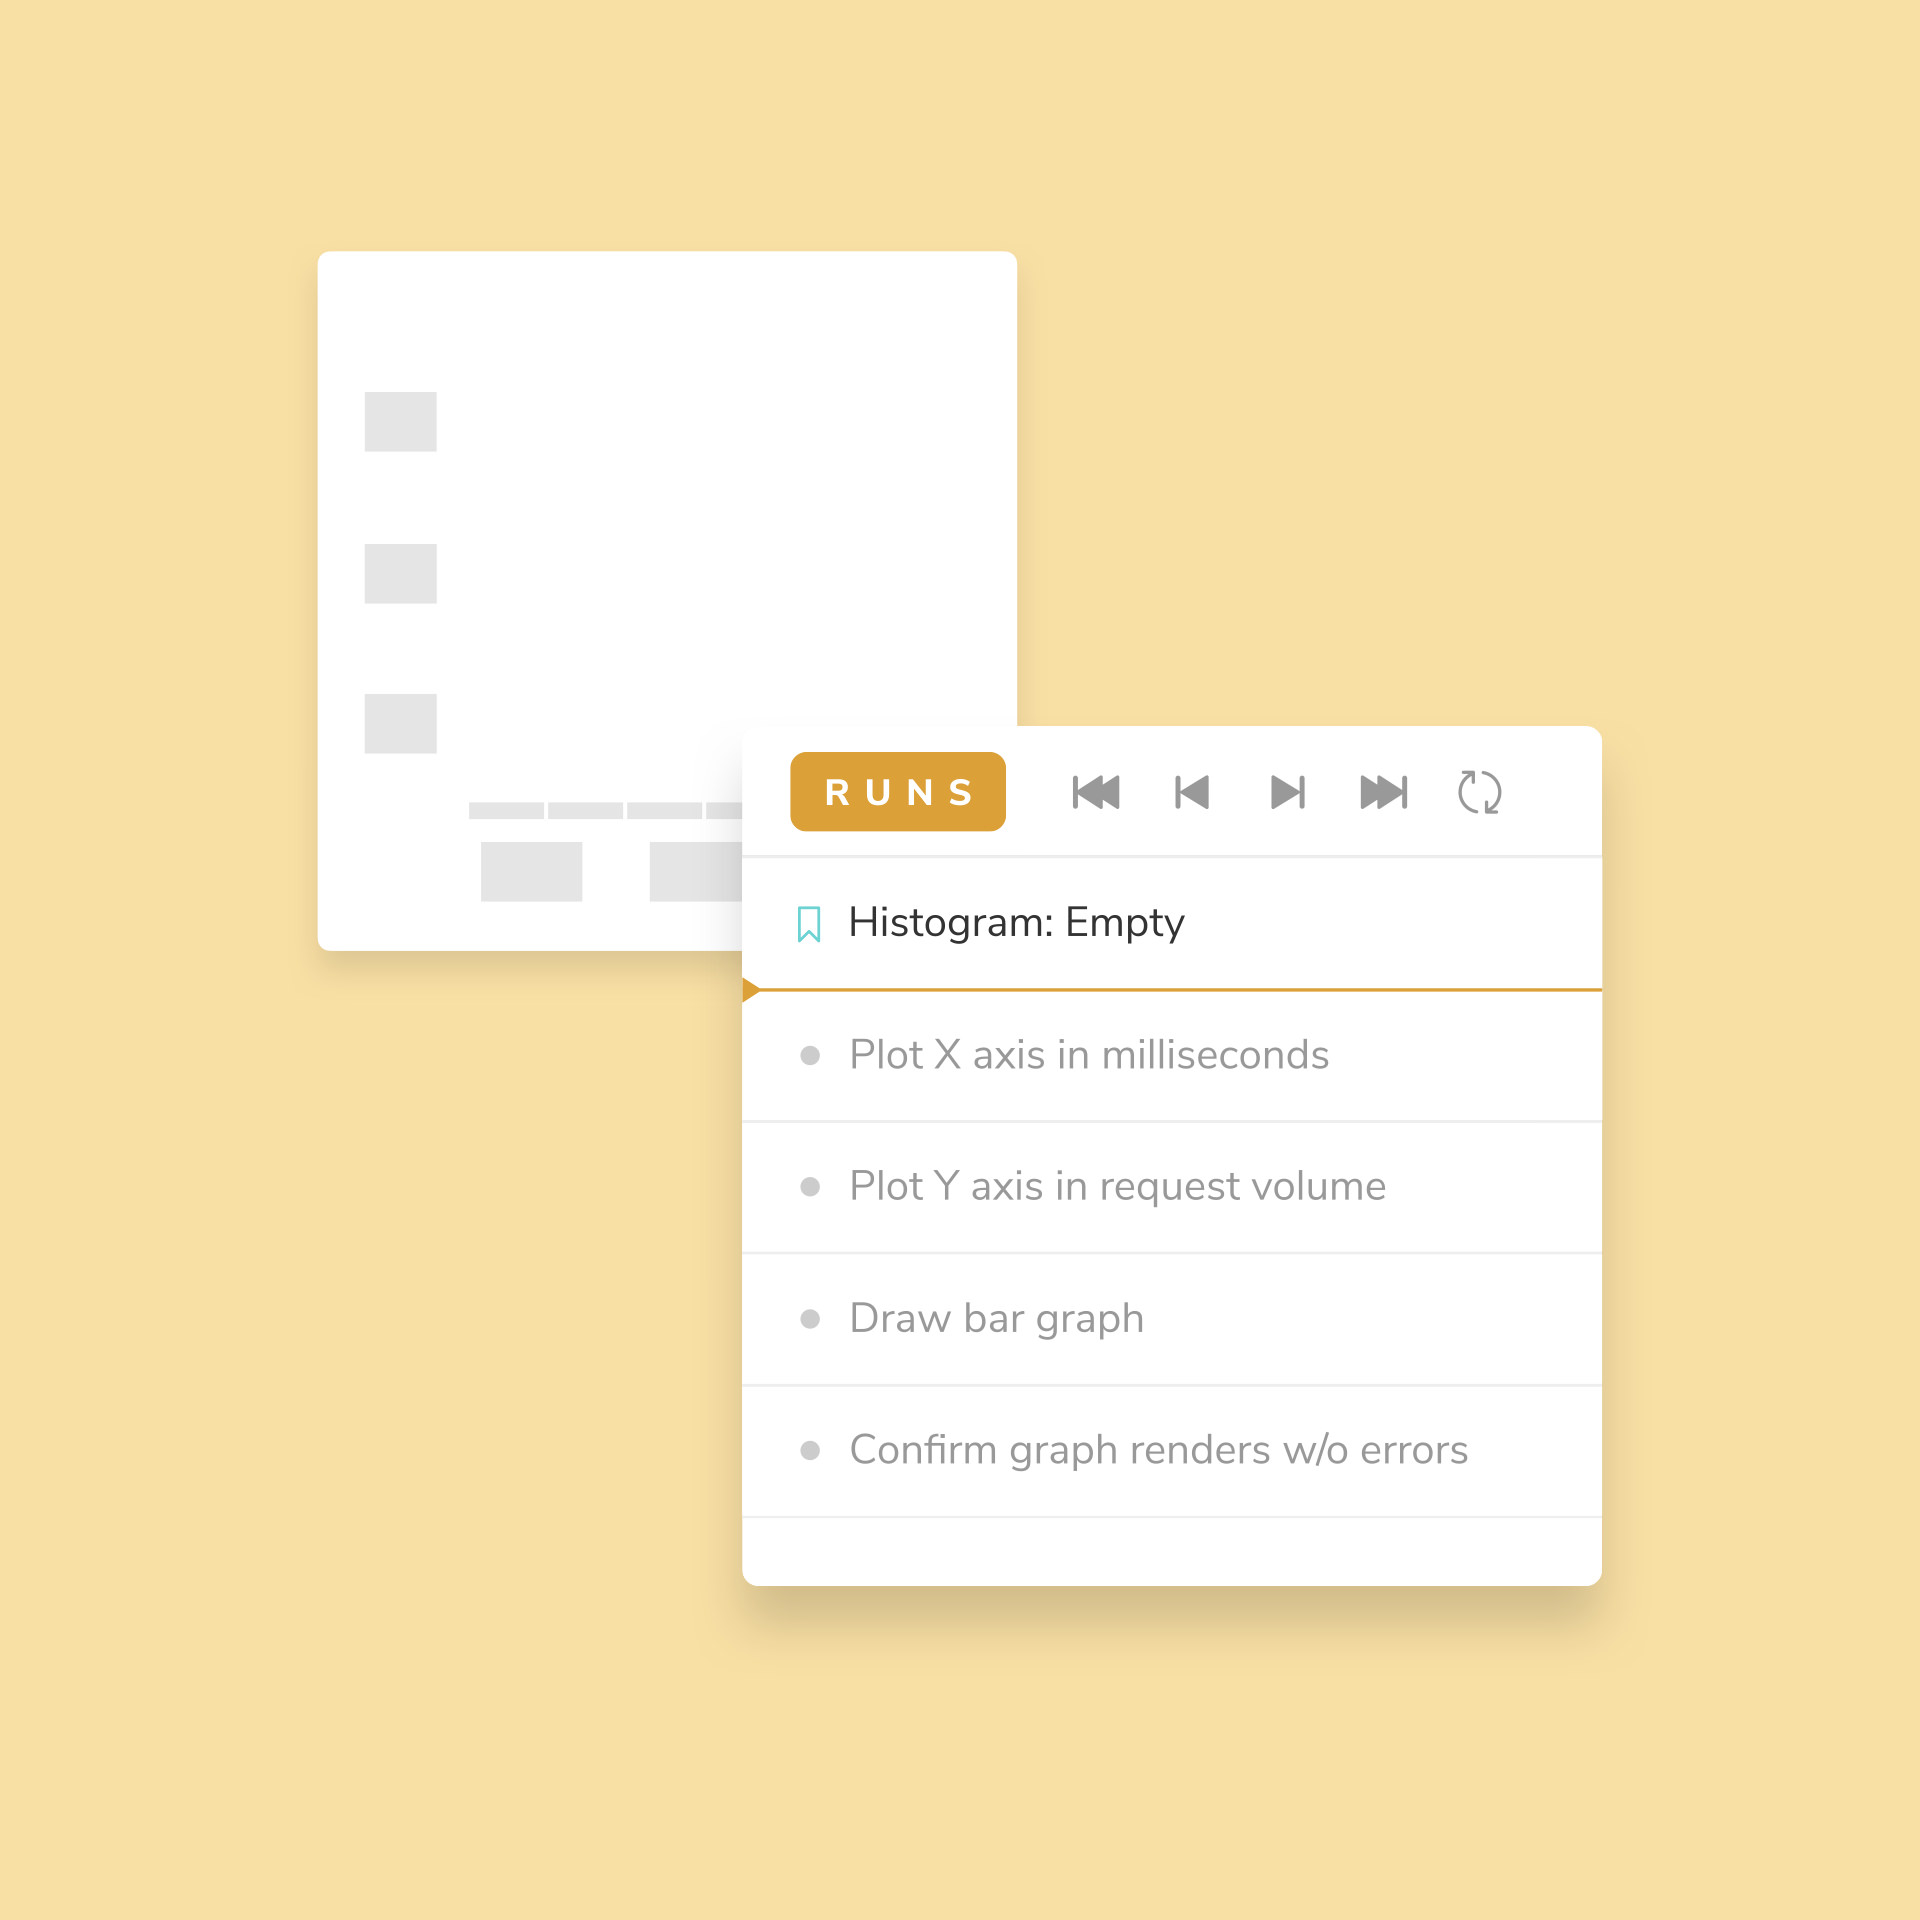 RUNS
Histogram: Empty
Plot X axis in milliseconds
Plot Y axis in request volume
Draw bar graph
Confirm graph renders w/o errors